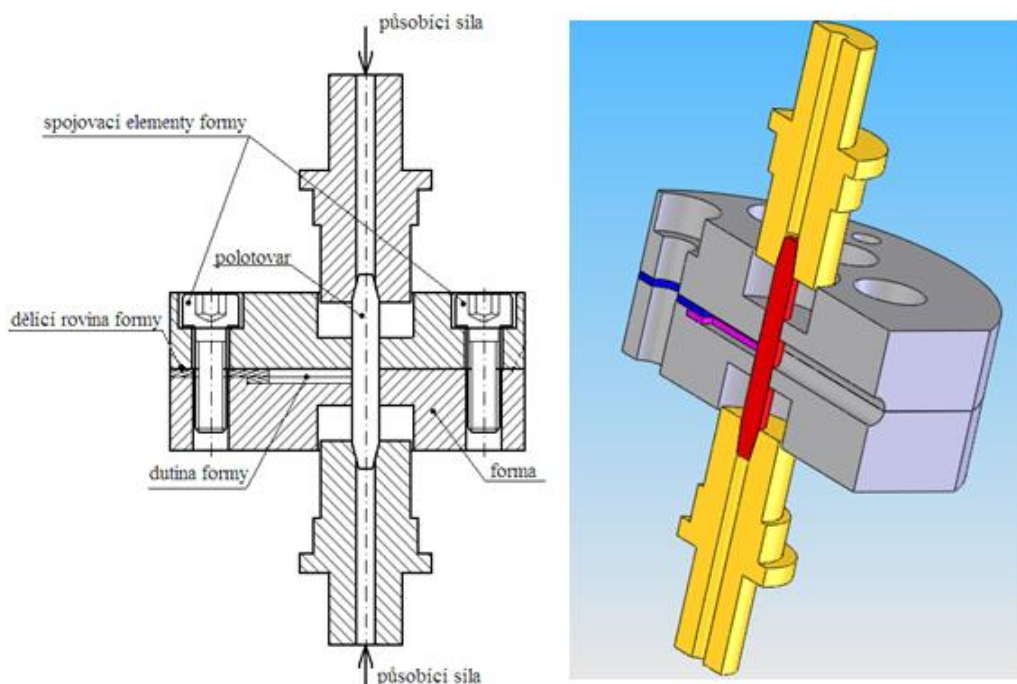 působící síla
spojovací elementy formy
polotovar
dělící rovina formy
dutina formy
forma
působící síla